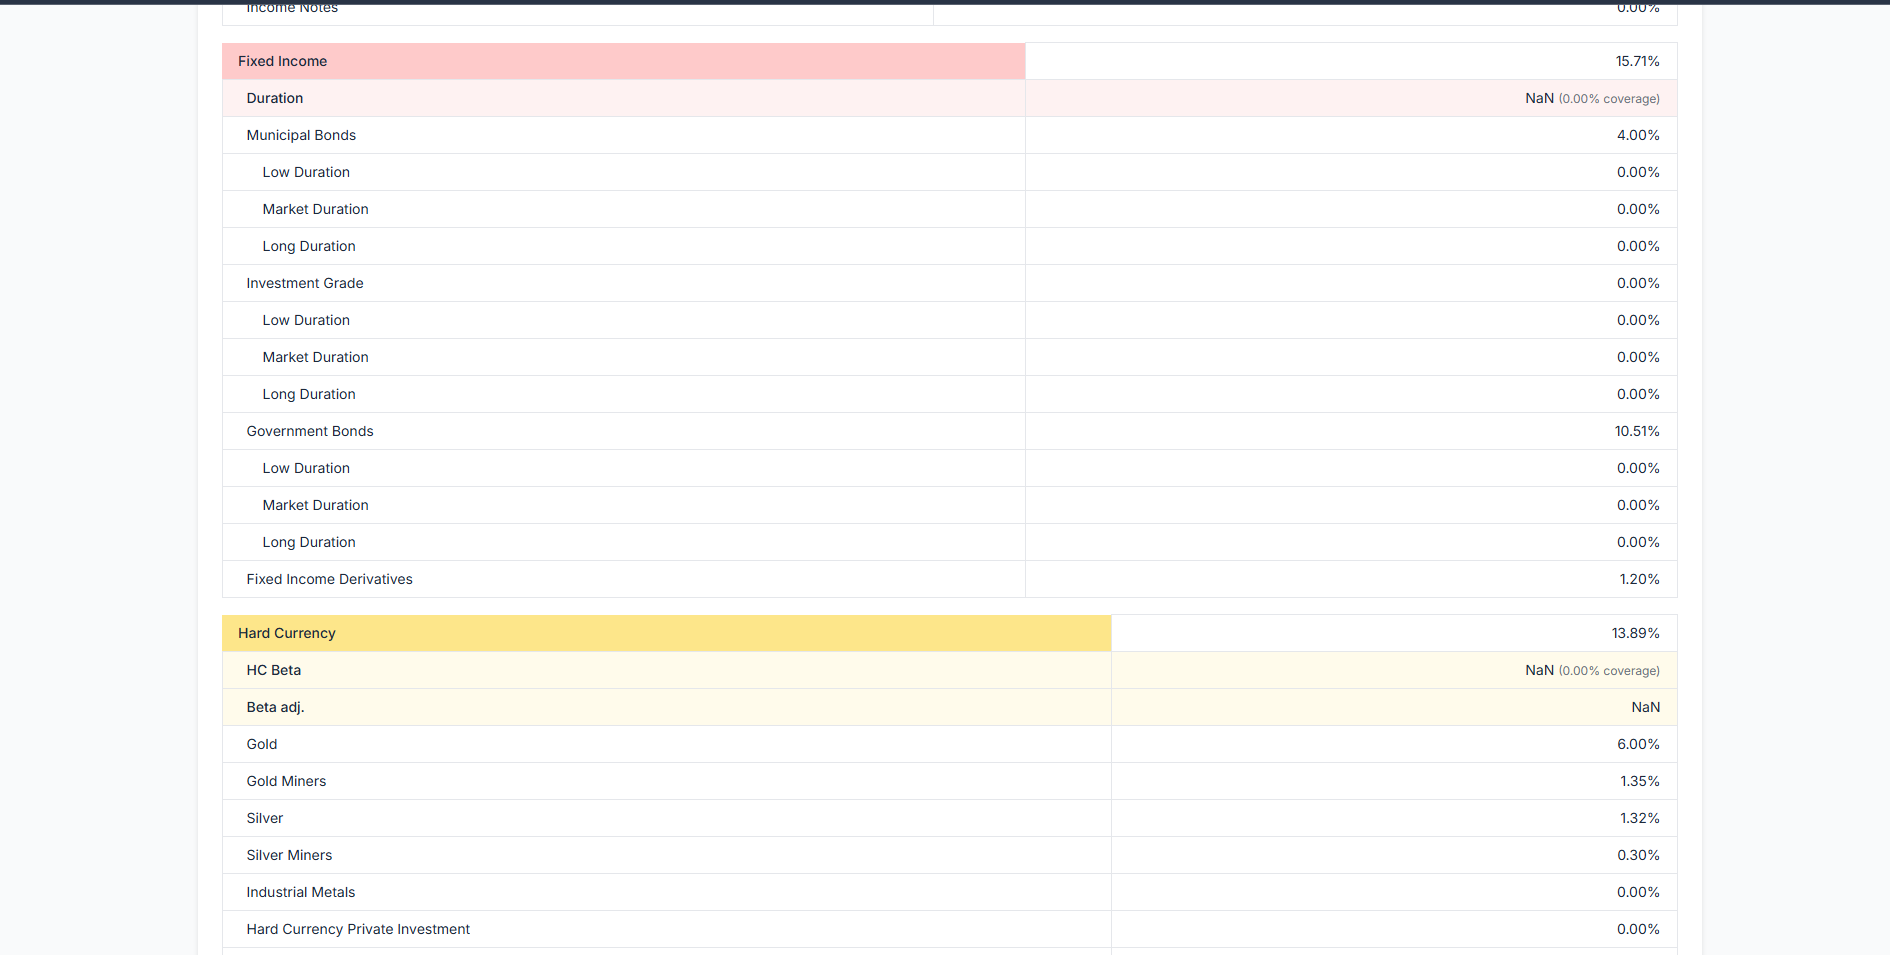 Income Notes 0.00%
Fixed Income 15.71%
Duration NaN (0.00% coverage)
Municipal Bonds 4.00%
Low Duration 0.00%
Market Duration 0.00%
Long Duration 0.00%
Investment Grade 0.00%
Low Duration 0.00%
Market Duration 0.00%
Long Duration 0.00%
Government Bonds 10.51%
Low Duration 0.00%
Market Duration 0.00%
Long Duration 0.00%
Fixed Income Derivatives 1.20%
Hard Currency 13.89%
HC Beta NaN (0.00% coverage)
Beta adj. NaN
Gold 6.00%
Gold Miners 1.35%
Silver 1.32%
Silver Miners 0.30%
Industrial Metals 0.00%
Hard Currency Private Investment 0.00%